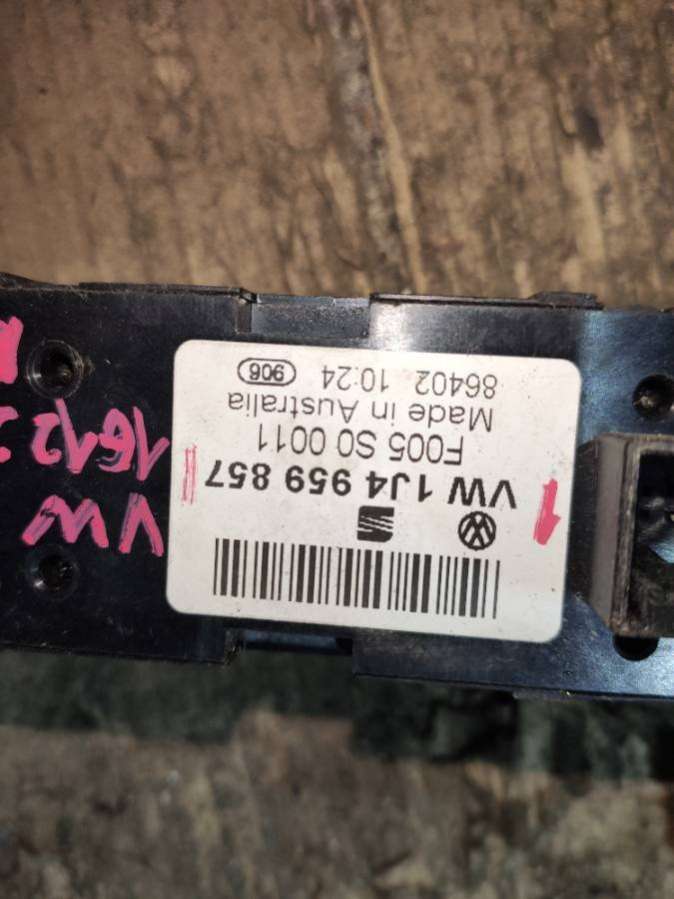 VW 1J4 959 857
F005 S0 0011
Made in Australia
86402 10:24 906
VW